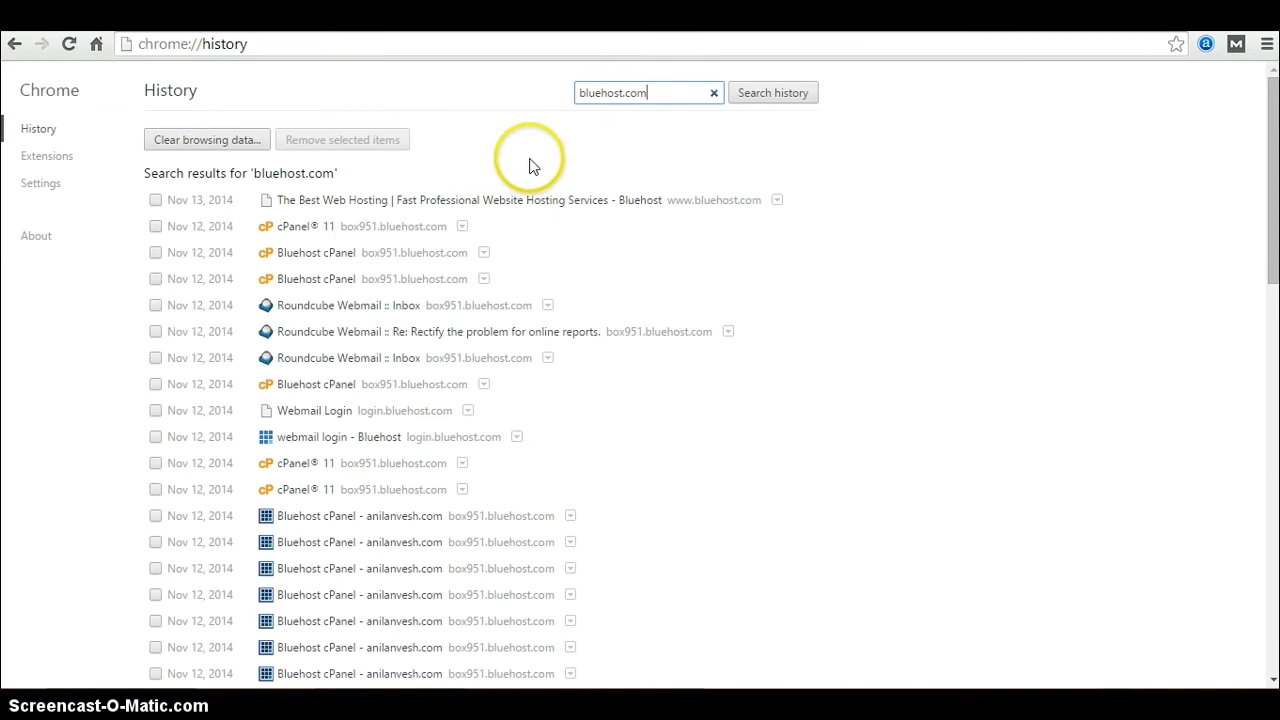 chrome://history
a
M
Chrome
History
bluehost.com
Search history
History
Extensions
Settings
About
Clear browsing data...
Remove selected items
Search results for 'bluehost.com'
Nov 13, 2014 The Best Web Hosting | Fast Professional Website Hosting Services - Bluehost www.bluehost.com
Nov 12, 2014 cP cPanel® 11 box951.bluehost.com
Nov 12, 2014 cP Bluehost cPanel box951.bluehost.com
Nov 12, 2014 cP Bluehost cPanel box951.bluehost.com
Nov 12, 2014 Roundcube Webmail :: Inbox box951.bluehost.com
Nov 12, 2014 Roundcube Webmail :: Re: Rectify the problem for online reports. box951.bluehost.com
Nov 12, 2014 Roundcube Webmail :: Inbox box951.bluehost.com
Nov 12, 2014 cP Bluehost cPanel box951.bluehost.com
Nov 12, 2014 Webmail Login login.bluehost.com
Nov 12, 2014 webmail login - Bluehost login.bluehost.com
Nov 12, 2014 cP cPanel® 11 box951.bluehost.com
Nov 12, 2014 cP cPanel® 11 box951.bluehost.com
Nov 12, 2014 Bluehost cPanel - anilanvesh.com box951.bluehost.com
Nov 12, 2014 Bluehost cPanel - anilanvesh.com box951.bluehost.com
Nov 12, 2014 Bluehost cPanel - anilanvesh.com box951.bluehost.com
Nov 12, 2014 Bluehost cPanel - anilanvesh.com box951.bluehost.com
Nov 12, 2014 Bluehost cPanel - anilanvesh.com box951.bluehost.com
Nov 12, 2014 Bluehost cPanel - anilanvesh.com box951.bluehost.com
Nov 12, 2014 Bluehost cPanel - anilanvesh.com box951.bluehost.com
Screencast-O-Matic.com